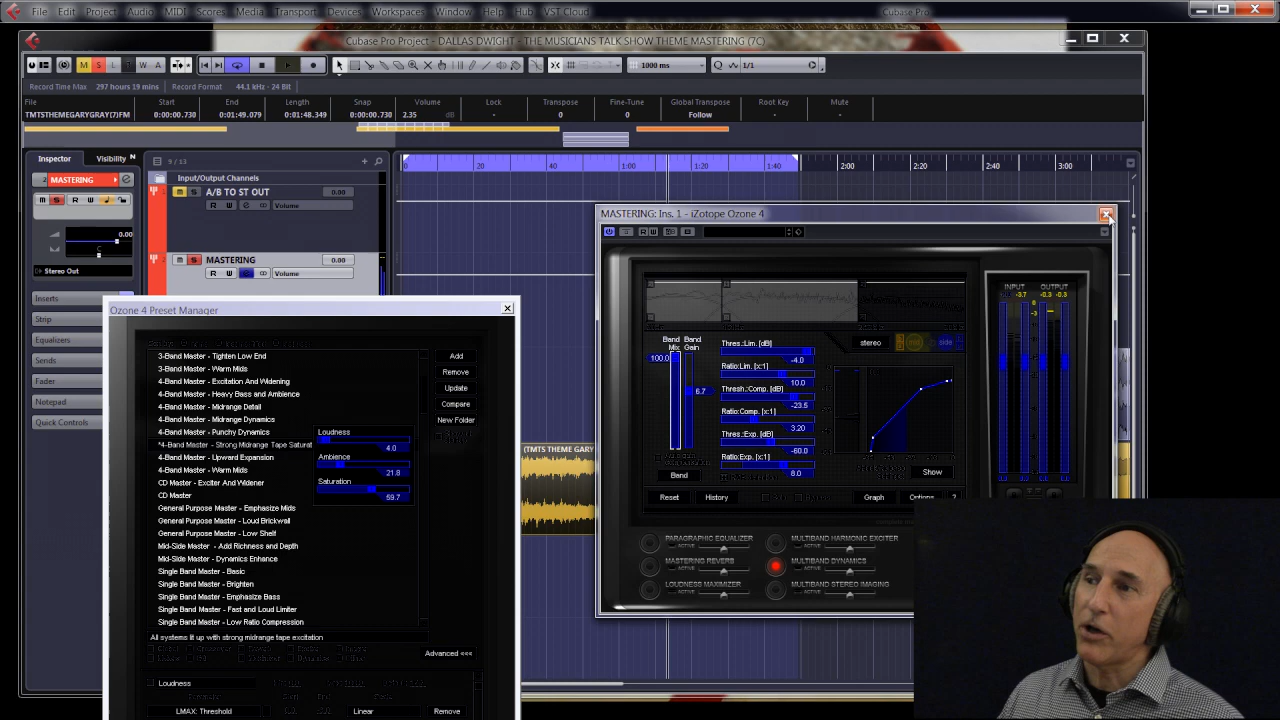 File Edit Project Audio MIDI Scores Media Transport Devices Workspaces Window Help Hub VST Cloud Cubase Pro
Cubase Pro Project - DALLAS DWIGHT - THE MUSICIANS TALK SHOW THEME MASTERING (7C)
M S L T W A 1000 ms Q 1/1
Record Time Max 297 hours 19 mins Record Format 44.1 kHz - 24 Bit
File Start End Length Snap Volume Lock Transpose Fine-Tune Global Transpose Root Key Mute
TMTSTHEMEGARYGRAY(7)FM 0:00:00.730 0:01:49.079 0:01:48.349 0:00:00.730 2.35 dB - 0 0 Follow - -
Inspector Visibility N 9 / 13
0 20 40 1:00 1:20 1:40 2:00 2:20 2:40 3:00
2 MASTERING Input/Output Channels
M S R W M S A/B TO ST OUT 0.00
R W Volume
0.00
C
Stereo Out
M S MASTERING 0.00
R W Volume
Inserts
Strip
Equalizers
Sends
Fader
Notepad
Quick Controls
Ozone 4 Preset Manager
3-Band Master - Tighten Low End
3-Band Master - Warm Mids
4-Band Master - Excitation And Widening
4-Band Master - Heavy Bass and Ambience
4-Band Master - Midrange Detail
4-Band Master - Midrange Dynamics
4-Band Master - Punchy Dynamics
*4-Band Master - Strong Midrange Tape Saturat
4-Band Master - Upward Expansion
4-Band Master - Warm Mids
CD Master - Exciter And Widener
CD Master
General Purpose Master - Emphasize Mids
General Purpose Master - Loud Brickwall
General Purpose Master - Low Shelf
Mid-Side Master - Add Richness and Depth
Mid-Side Master - Dynamics Enhance
Single Band Master - Basic
Single Band Master - Brighten
Single Band Master - Emphasize Bass
Single Band Master - Fast and Loud Limiter
Single Band Master - Low Ratio Compression
Add
Remove
Update
Compare
New Folder
Loudness
4.0
Ambience
21.8
Saturation
59.7
All systems lit up with strong midrange tape excitation
Advanced <<<
Loudness
LMAX: Threshold Linear Remove
(TMTS THEME GARY
MASTERING: Ins. 1 - iZotope Ozone 4
R W
Band Mix Band Gain
100.0
6.7
Band
Thres.:Lim. [dB]
-4.0
Ratio:Lim. [x:1]
10.0
Thresh.:Comp. [dB]
-23.5
Ratio:Comp. [x:1]
3.20
Thres.:Exp. [dB]
-60.0
Ratio:Exp. [x:1]
8.0
stereo mid side
Show
Reset History Graph Options ?
INPUT OUTPUT
-3.7 -0.3 -0.3
PARAGRAPHIC EQUALIZER
ACTIVE
MASTERING REVERB
ACTIVE
LOUDNESS MAXIMIZER
ACTIVE
MULTIBAND HARMONIC EXCITER
ACTIVE
MULTIBAND DYNAMICS
ACTIVE
MULTIBAND STEREO IMAGING
ACTIVE